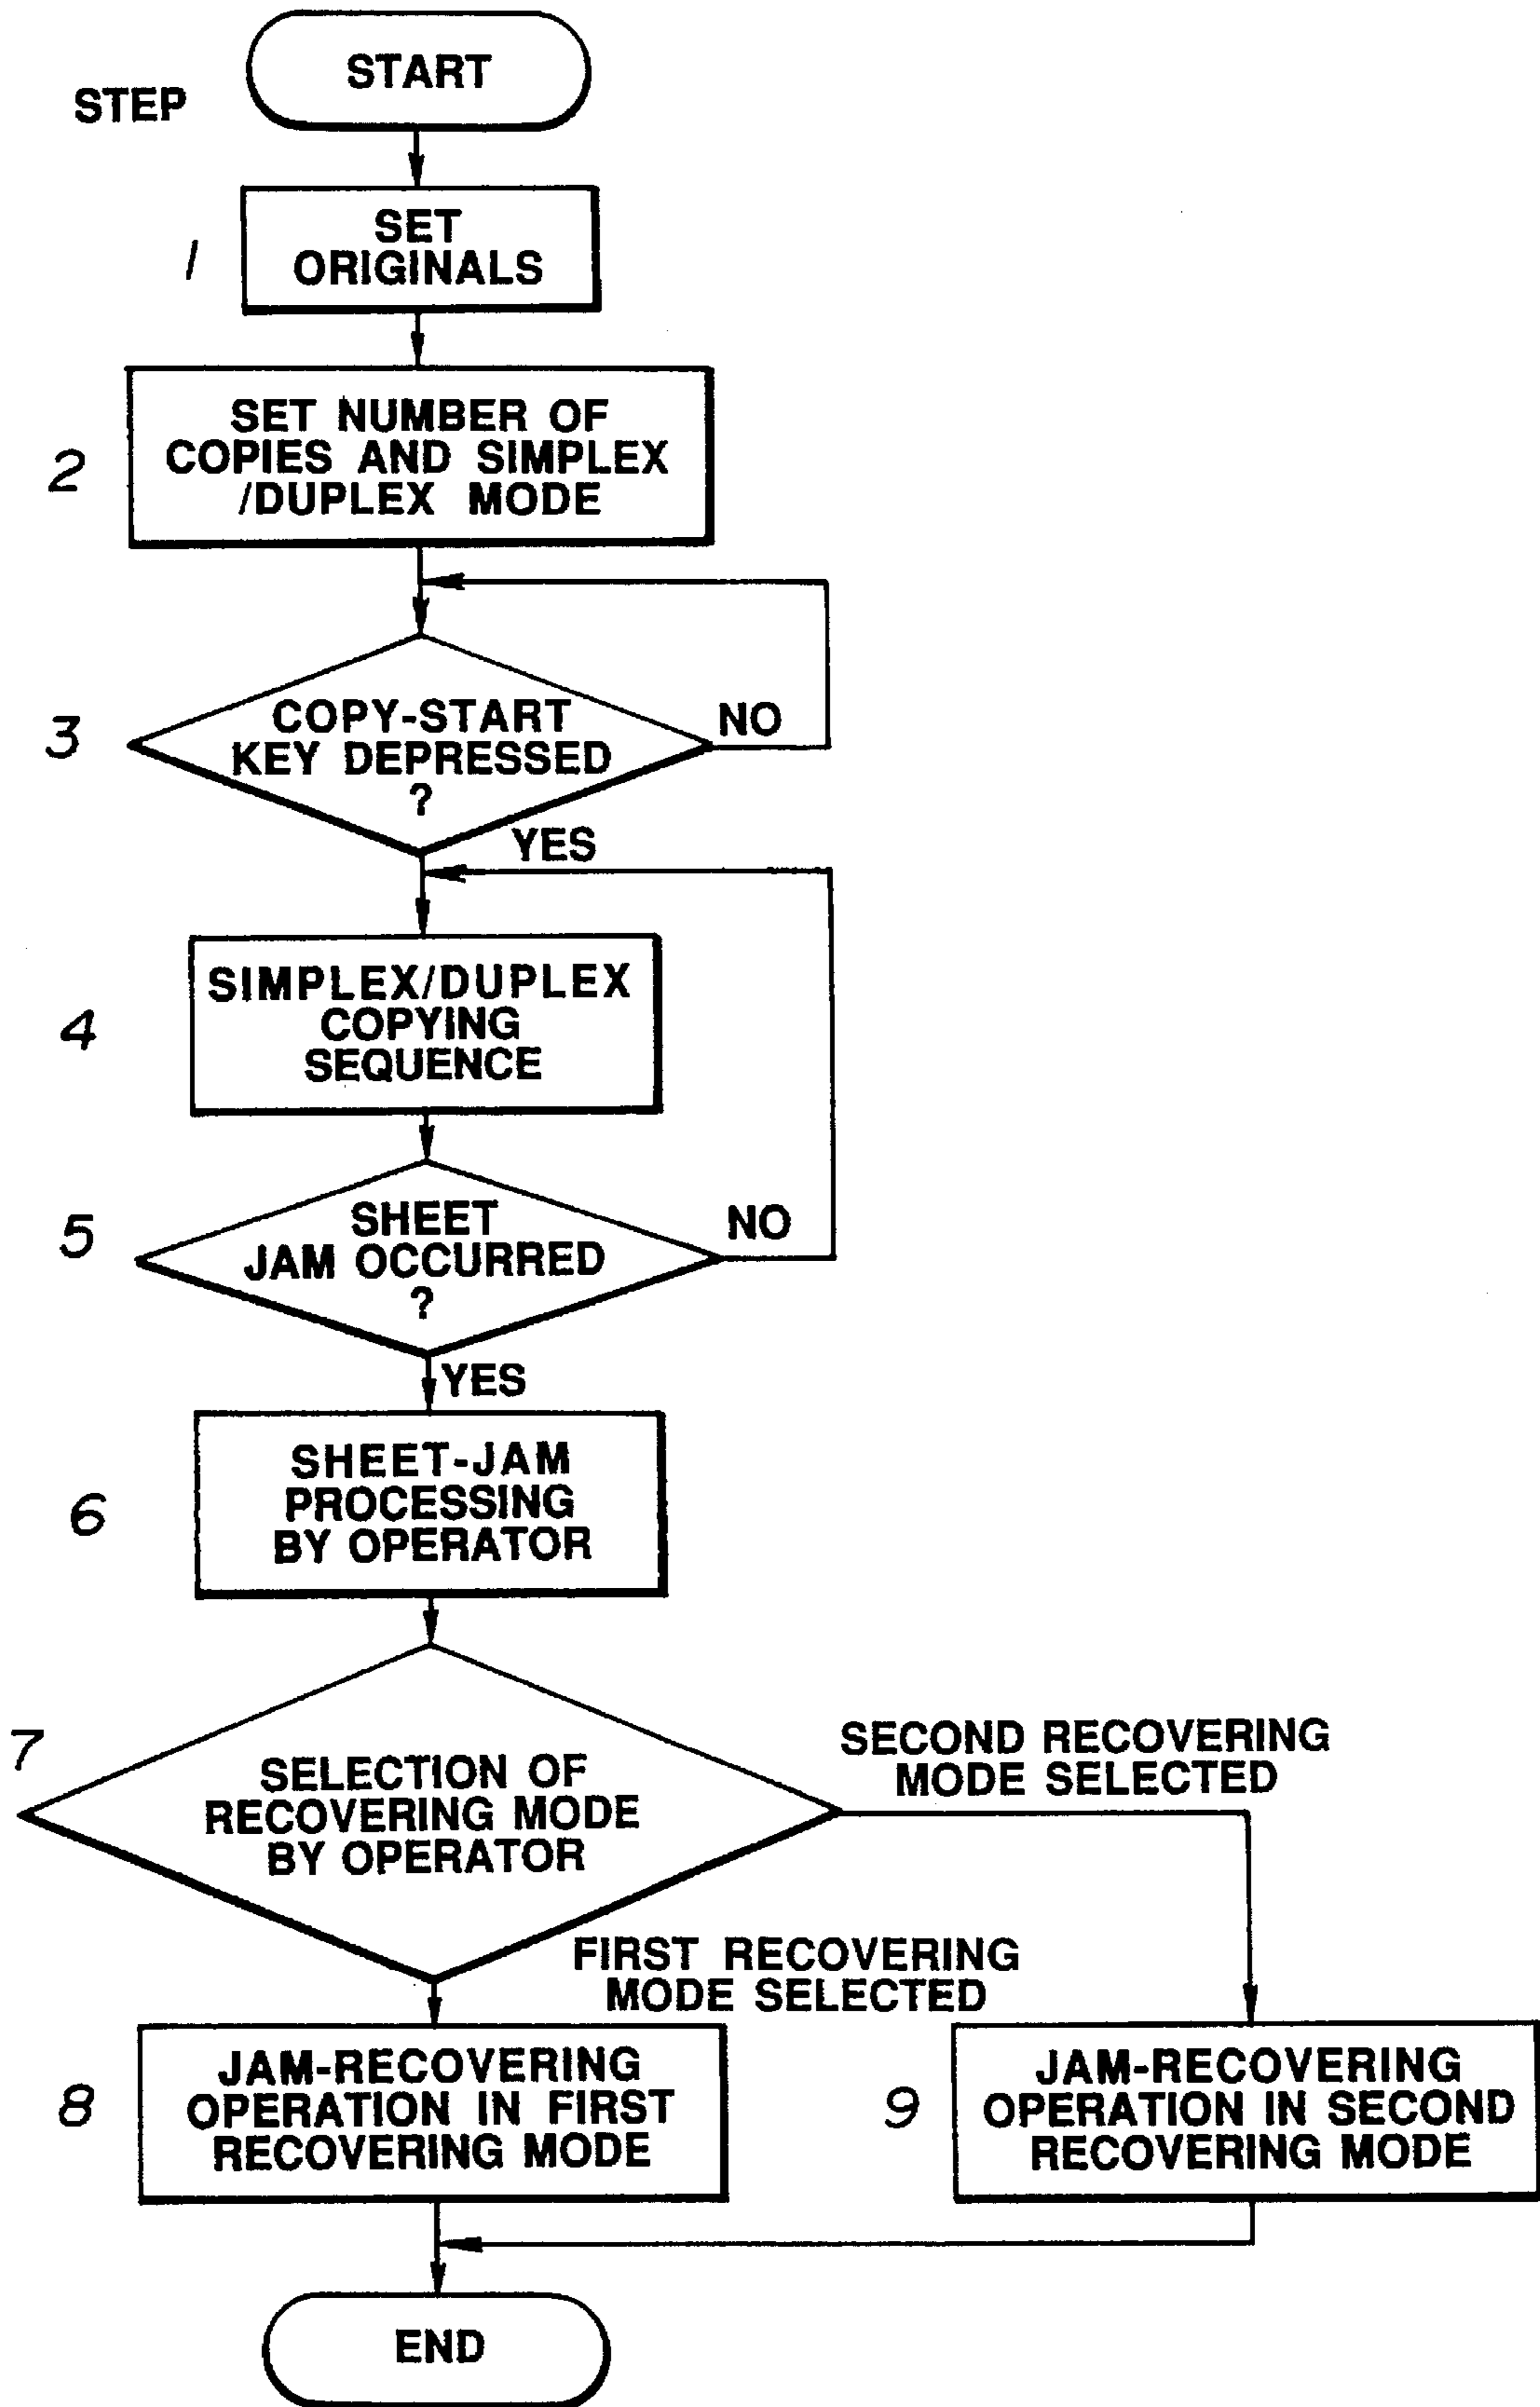 START
STEP
1
SET
ORIGINALS
2
SET NUMBER OF
COPIES AND SIMPLEX
/DUPLEX MODE
3
COPY-START
KEY DEPRESSED
?
NO
YES
4
SIMPLEX/DUPLEX
COPYING
SEQUENCE
5
SHEET
JAM OCCURRED
?
NO
YES
6
SHEET-JAM
PROCESSING
BY OPERATOR
7
SELECTION OF
RECOVERING MODE
BY OPERATOR
SECOND RECOVERING
MODE SELECTED
FIRST RECOVERING
MODE SELECTED
8
JAM-RECOVERING
OPERATION IN FIRST
RECOVERING MODE
9
JAM-RECOVERING
OPERATION IN SECOND
RECOVERING MODE
END